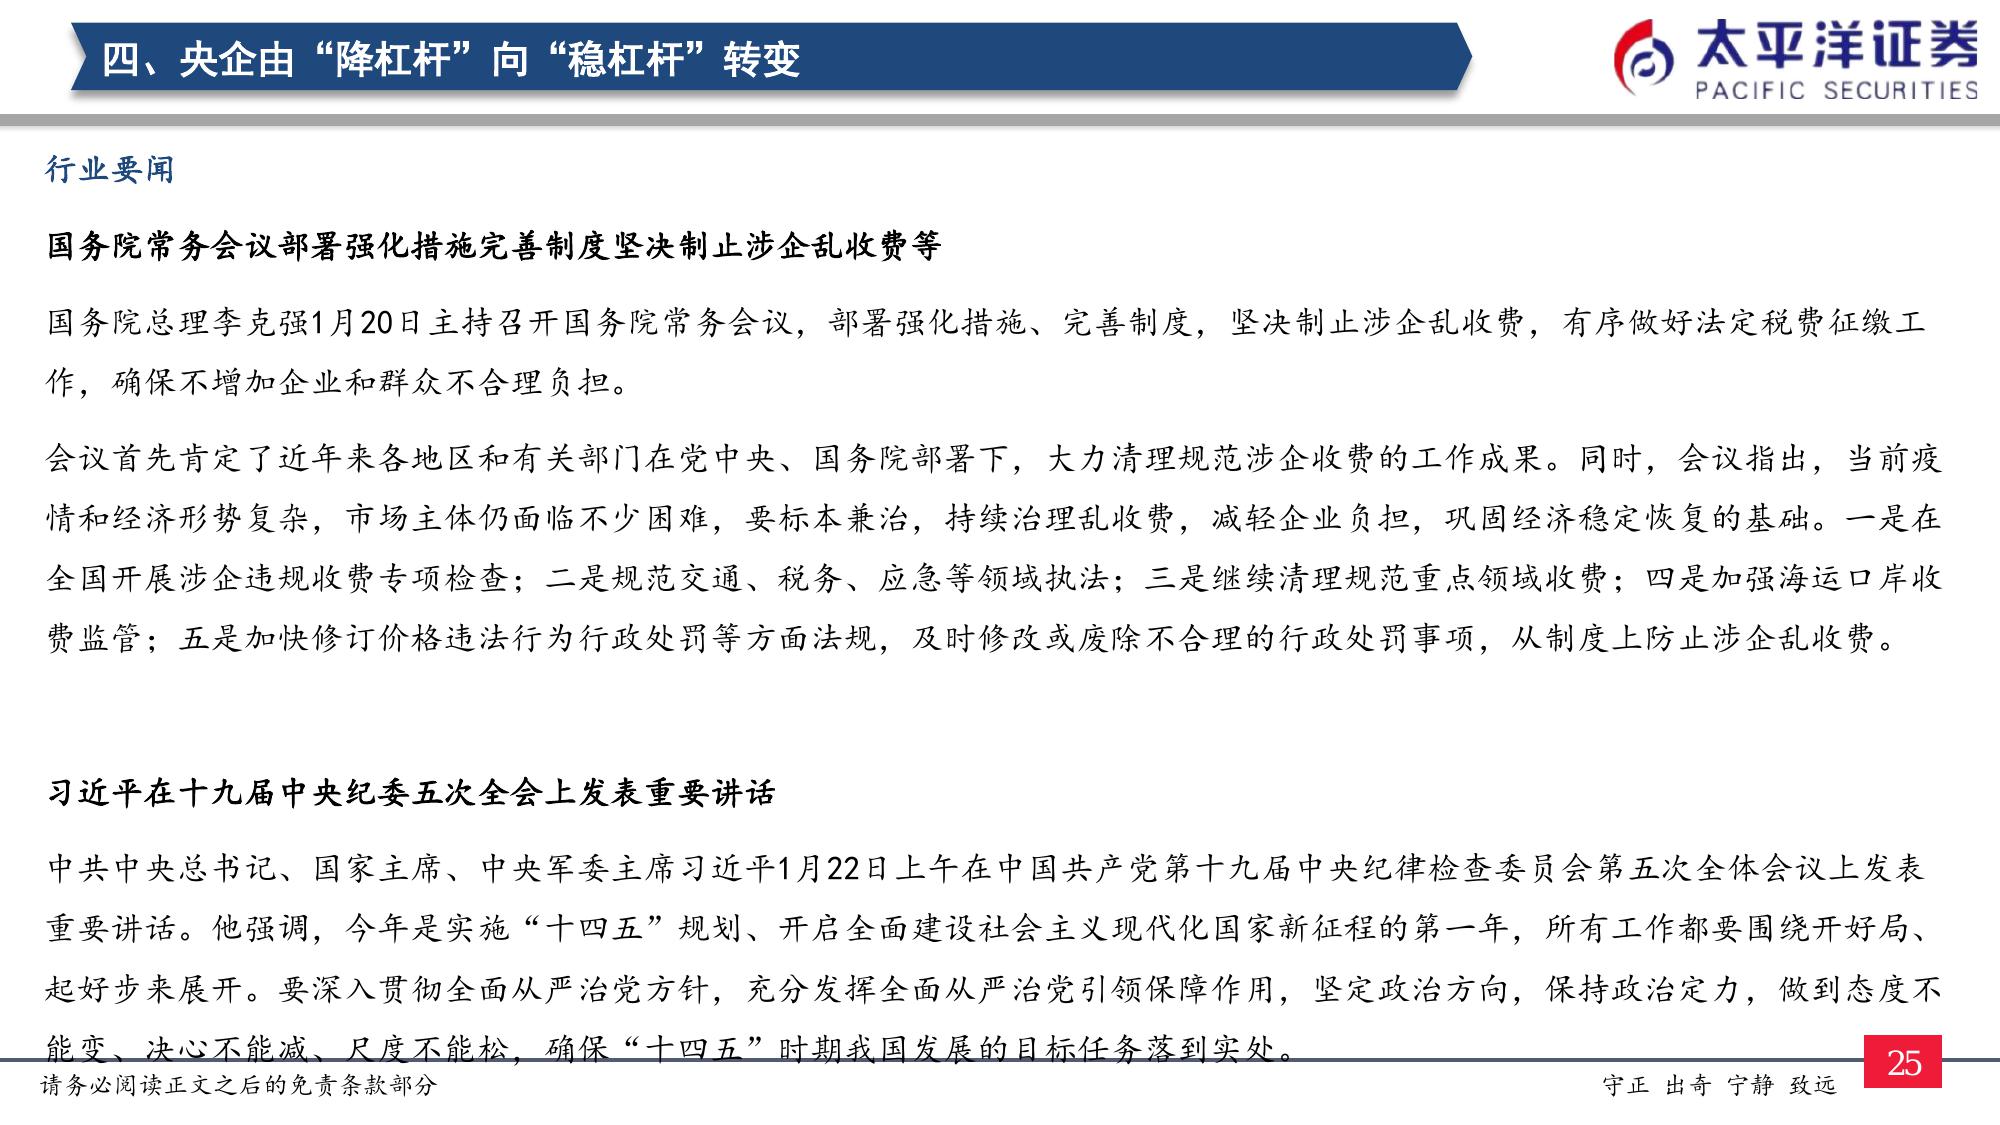 四、央企由“降杠杆”向“稳杠杆”转变
太平洋证券
PACIFIC SECURITIES
行业要闻
国务院常务会议部署强化措施完善制度坚决制止涉企乱收费等
国务院总理李克强1月20日主持召开国务院常务会议，部署强化措施、完善制度，坚决制止涉企乱收费，有序做好法定税费征缴工
作，确保不增加企业和群众不合理负担。
会议首先肯定了近年来各地区和有关部门在党中央、国务院部署下，大力清理规范涉企收费的工作成果。同时，会议指出，当前疫
情和经济形势复杂，市场主体仍面临不少困难，要标本兼治，持续治理乱收费，减轻企业负担，巩固经济稳定恢复的基础。一是在
全国开展涉企违规收费专项检查；二是规范交通、税务、应急等领域执法；三是继续清理规范重点领域收费；四是加强海运口岸收
费监管；五是加快修订价格违法行为行政处罚等方面法规，及时修改或废除不合理的行政处罚事项，从制度上防止涉企乱收费。
习近平在十九届中央纪委五次全会上发表重要讲话
中共中央总书记、国家主席、中央军委主席习近平1月22日上午在中国共产党第十九届中央纪律检查委员会第五次全体会议上发表
重要讲话。他强调，今年是实施“十四五”规划、开启全面建设社会主义现代化国家新征程的第一年，所有工作都要围绕开好局、
起好步来展开。要深入贯彻全面从严治党方针，充分发挥全面从严治党引领保障作用，坚定政治方向，保持政治定力，做到态度不
能变、决心不能减、尺度不能松，确保“十四五”时期我国发展的目标任务落到实处。
请务必阅读正文之后的免责条款部分
守正 出奇 宁静 致远
25